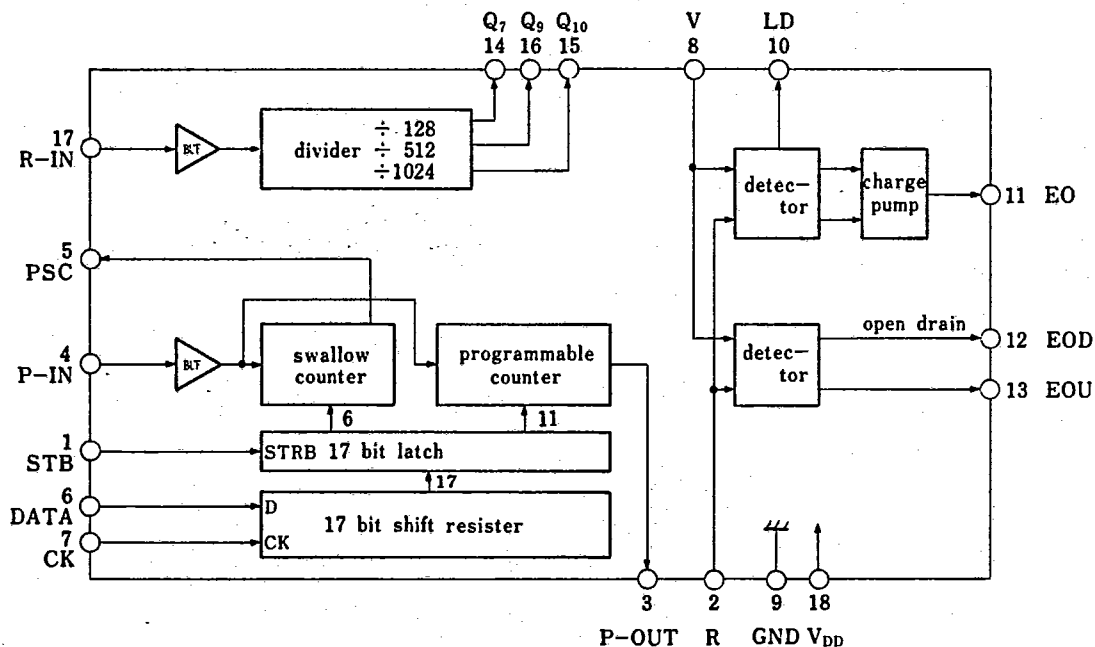 Q7 Q9 Q10 V LD
14 16 15 8 10
17
R-IN
BUF
divider
÷ 128
÷ 512
÷1024
detec-
tor
charge
pump
11 EO
5
PSC
4
P-IN
BUF
swallow
counter
programmable
counter
detec-
tor
open drain
12 EOD
13 EOU
6
11
1
STB
STRB 17 bit latch
17
6
DATA
D
17 bit shift resister
7
CK
CK
3 2 9 18
P-OUT R GND VDD